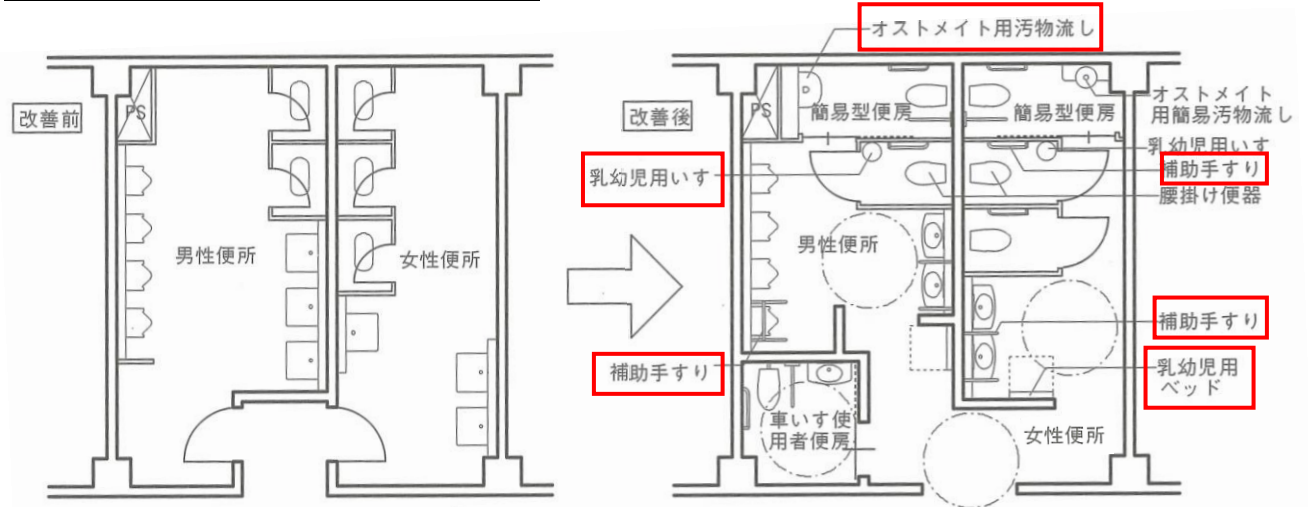 改善前
PS
男性便所
女性便所
改善後
オストメイト用汚物流し
PS
簡易型便房
簡易型便房
オストメイト
用簡易汚物流し
乳幼児用いす
乳幼児用いす
補助手すり
腰掛け便器
男性便所
補助手すり
補助手すり
乳幼児用
ベッド
車いす使
用者便房
女性便所